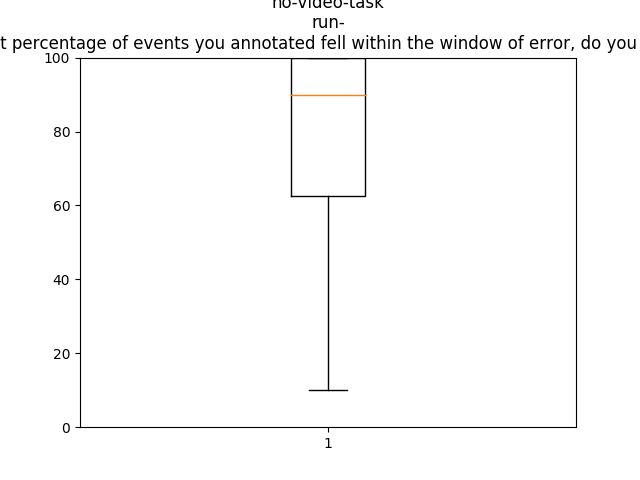 no-video-task
run-
t percentage of events you annotated fell within the window of error, do you
100
80
60
40
20
0
1